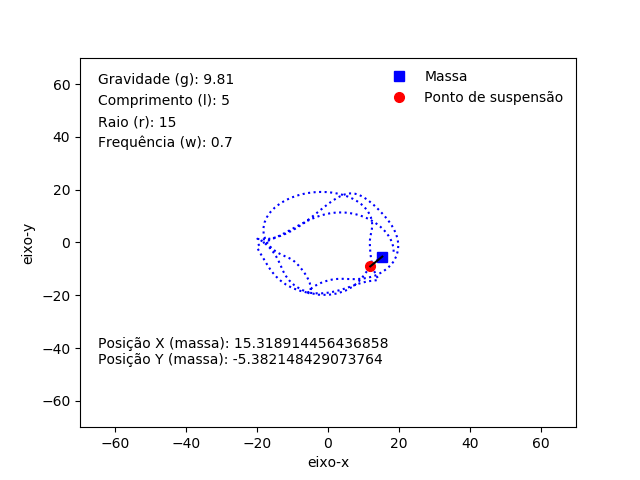 Gravidade (g): 9.81
Comprimento (l): 5
Raio (r): 15
Frequência (w): 0.7
Massa
Ponto de suspensão
60
40
20
0
−20
−40
−60
eixo-y
Posição X (massa): 15.318914456436858
Posição Y (massa): -5.382148429073764
−60 −40 −20 0 20 40 60
eixo-x